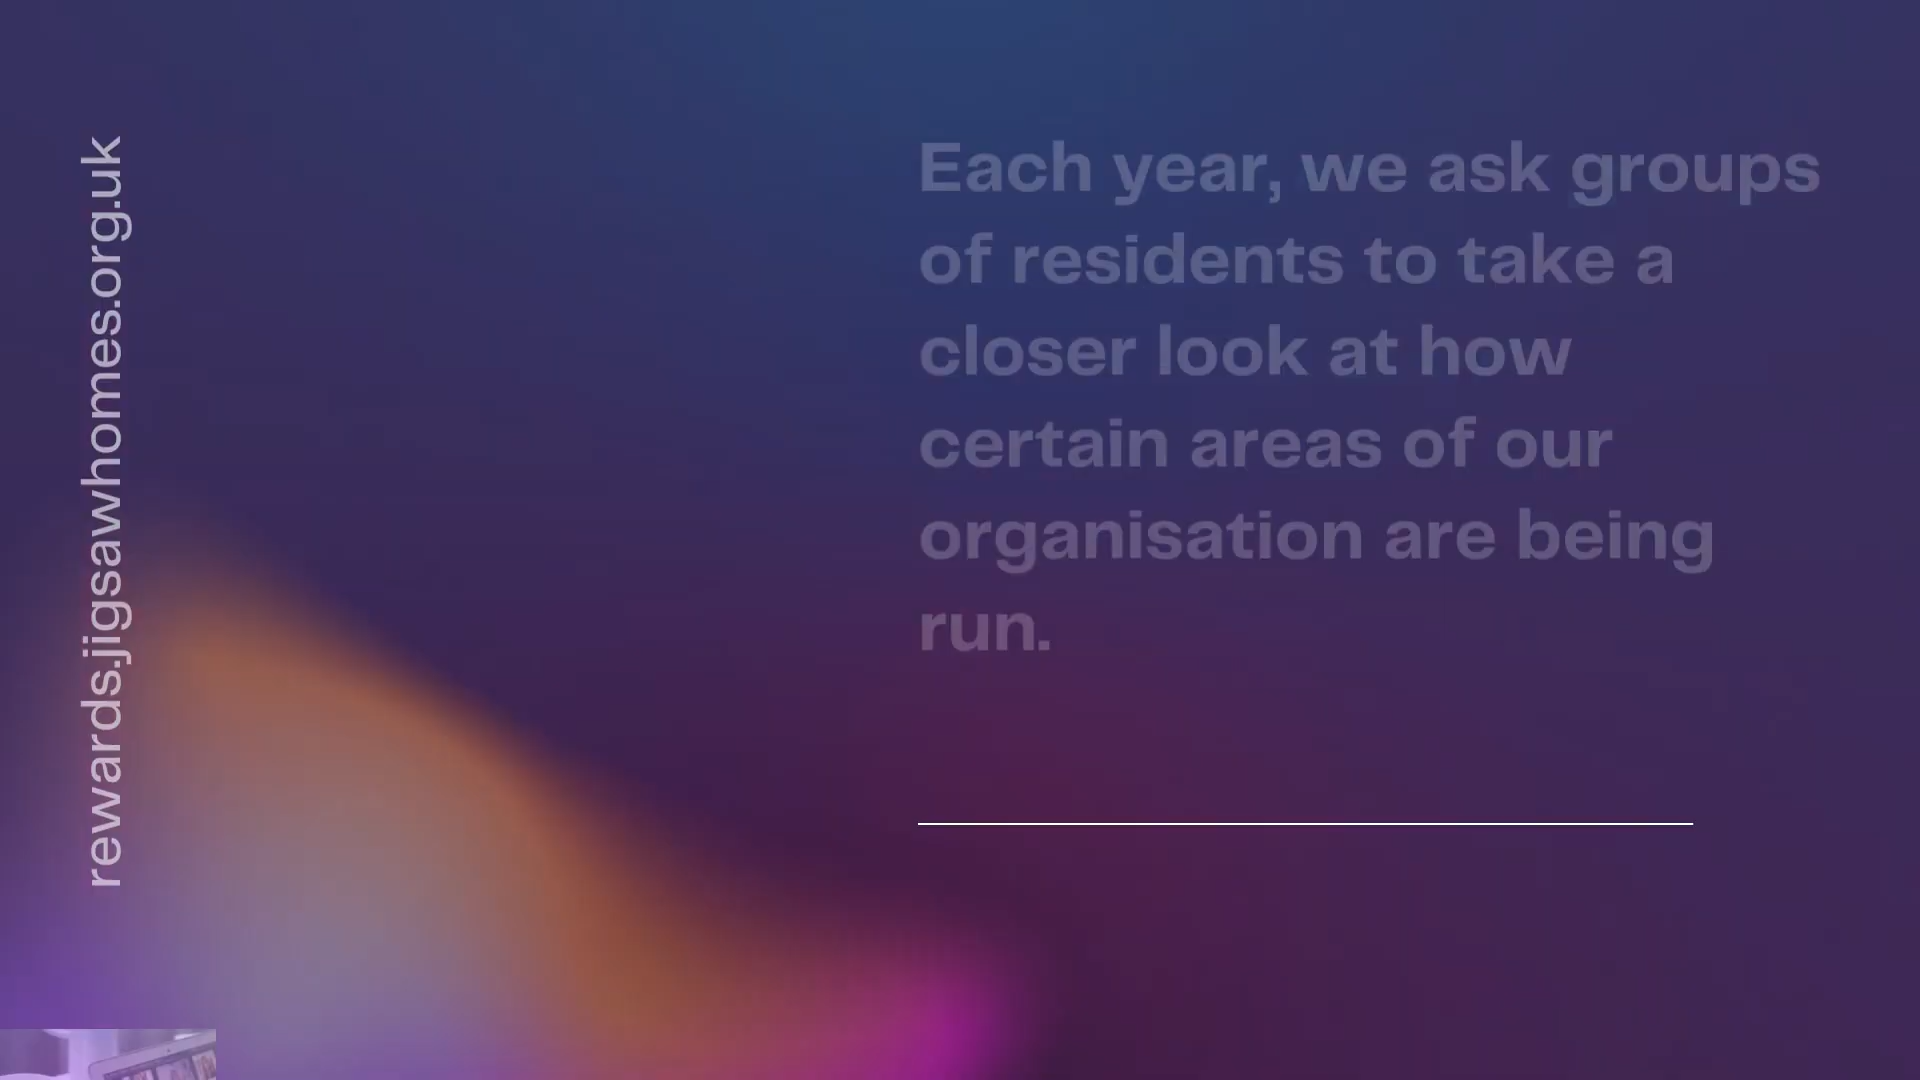 rewards.jigsawhomes.org.uk
Each year, we ask groups
of residents to take a
closer look at how
certain areas of our
organisation are being
run.